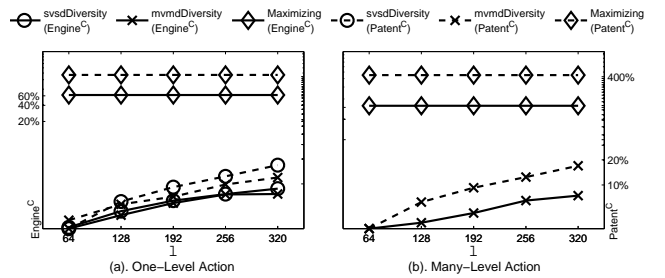 svsdDiversity (Engine^C)
mvmdDiversity (Engine^C)
Maximizing (Engine^C)
svsdDiversity (Patent^C)
mvmdDiversity (Patent^C)
Maximizing (Patent^C)
60%
40%
20%
Engine^C
64 128 192 256 320
l
(a). One-Level Action
400%
20%
10%
Patent^C
64 128 192 256 320
l
(b). Many-Level Action